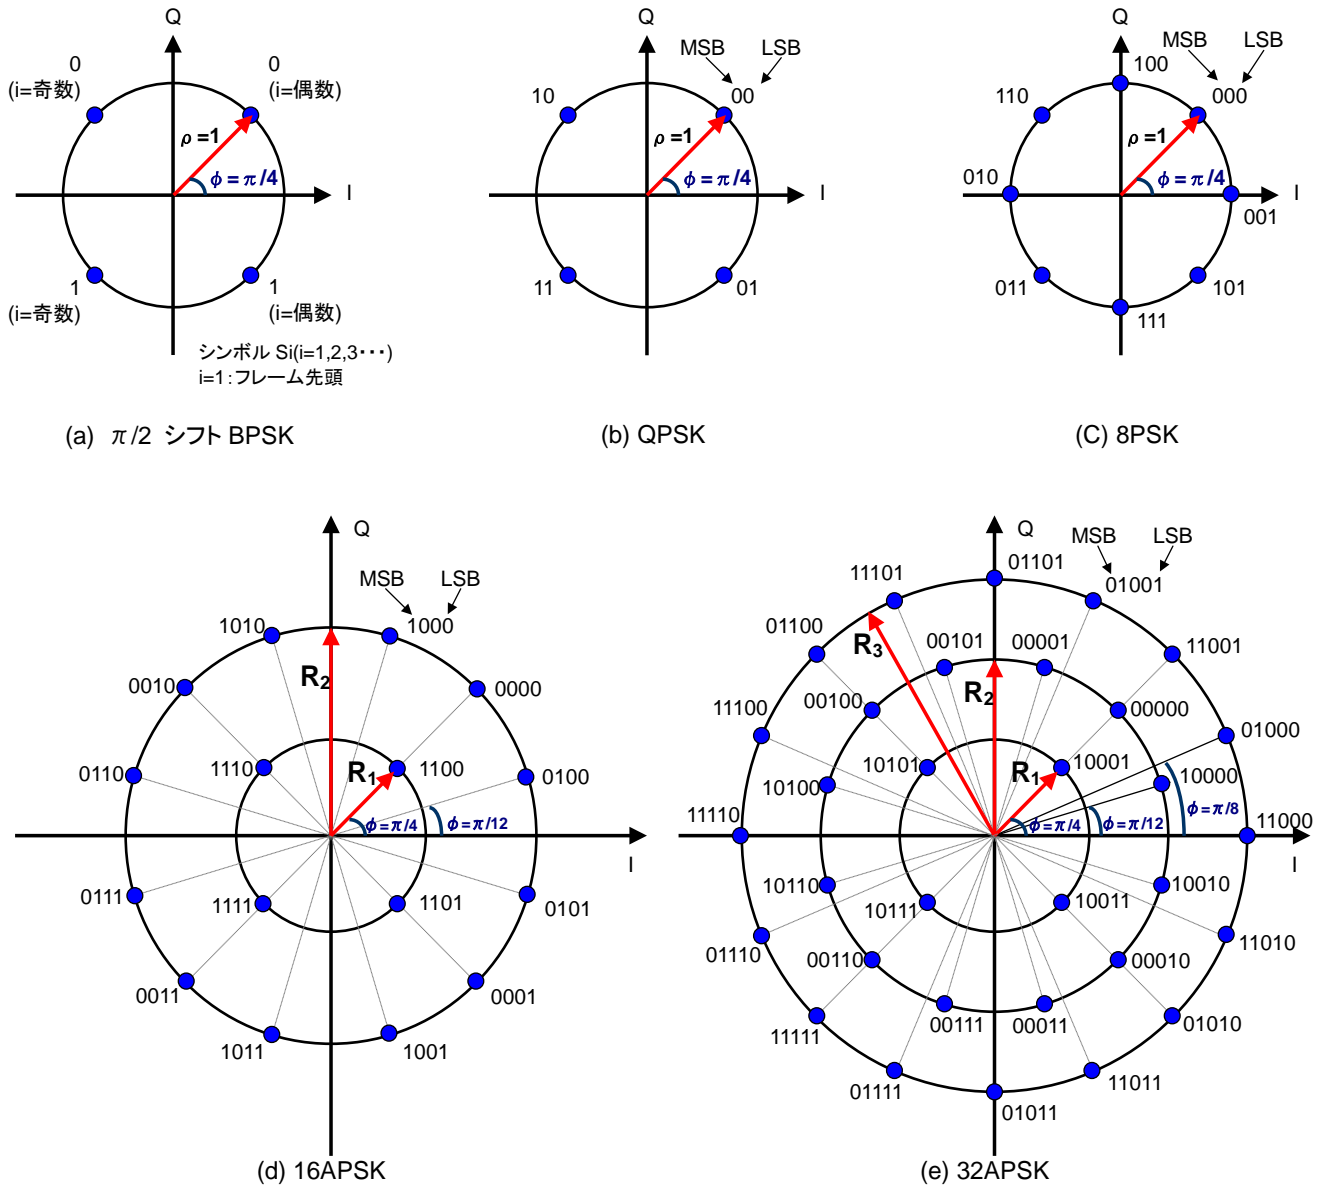 Q
0
(i=奇数)
0
(i=偶数)
ρ=1
φ=π/4
I
1
(i=奇数)
1
(i=偶数)
シンボル Si(i=1,2,3・・・)
i=1:フレーム先頭
(a) π/2 シフト BPSK
Q
MSB
LSB
10
00
ρ=1
φ=π/4
I
11
01
(b) QPSK
Q
MSB
LSB
100
110
000
ρ=1
φ=π/4
010
I
001
011
101
111
(C) 8PSK
Q
MSB
LSB
1010
1000
R2
0010
0000
1110
R1
1100
0110
0100
φ=π/4
φ=π/12
I
0111
1111
1101
0101
0011
0001
1011
1001
(d) 16APSK
Q
MSB
LSB
01101
11101
01001
01100
R3
00101
00001
11001
R2
11100
00100
00000
01000
10101
R1
10001
10100
10000
φ=π/8
11110
φ=π/4
φ=π/12
11000
I
10110
10010
10111
10011
01110
11010
00110
00010
11111
00111
00011
01010
01111
11011
01011
(e) 32APSK